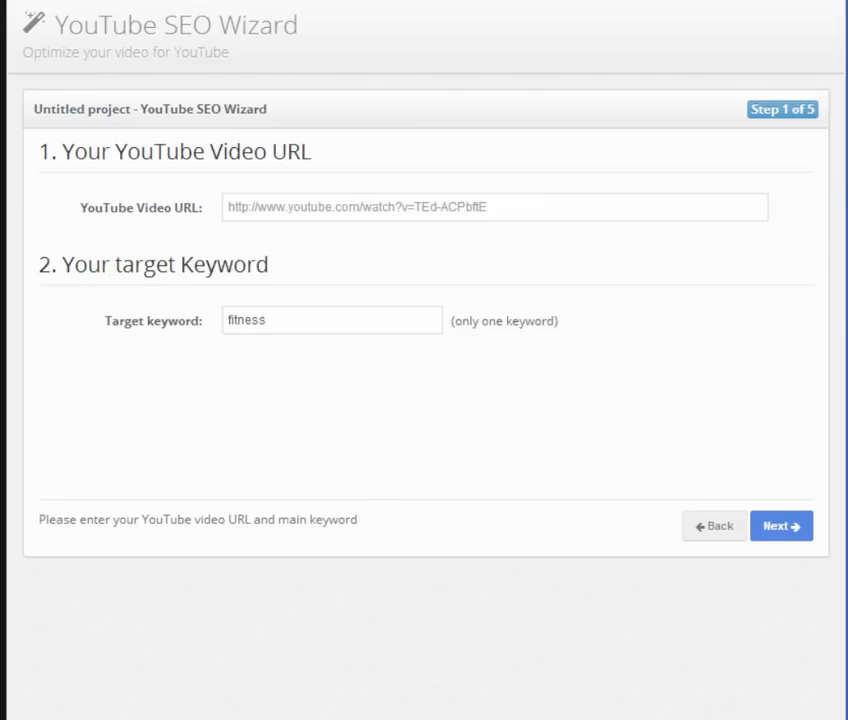 YouTube SEO Wizard
Optimize your video for YouTube
Untitled project - YouTube SEO Wizard
Step 1 of 5
1. Your YouTube Video URL
YouTube Video URL: http://www.youtube.com/watch?v=TEd-ACPbftE
2. Your target Keyword
Target keyword: fitness (only one keyword)
Please enter your YouTube video URL and main keyword
Back Next